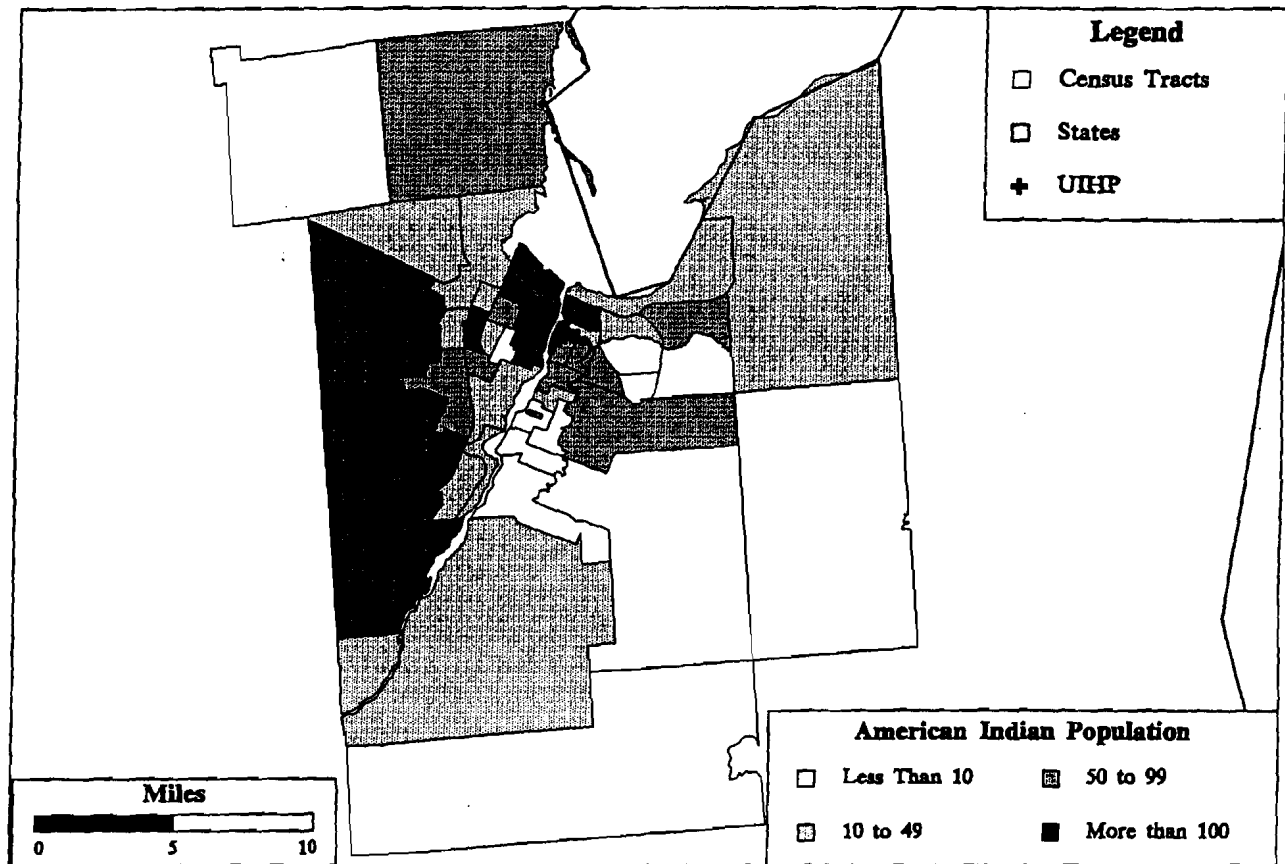 Legend
Census Tracts
States
UIHP
American Indian Population
Less Than 10
50 to 99
10 to 49
More than 100
Miles
0 5 10